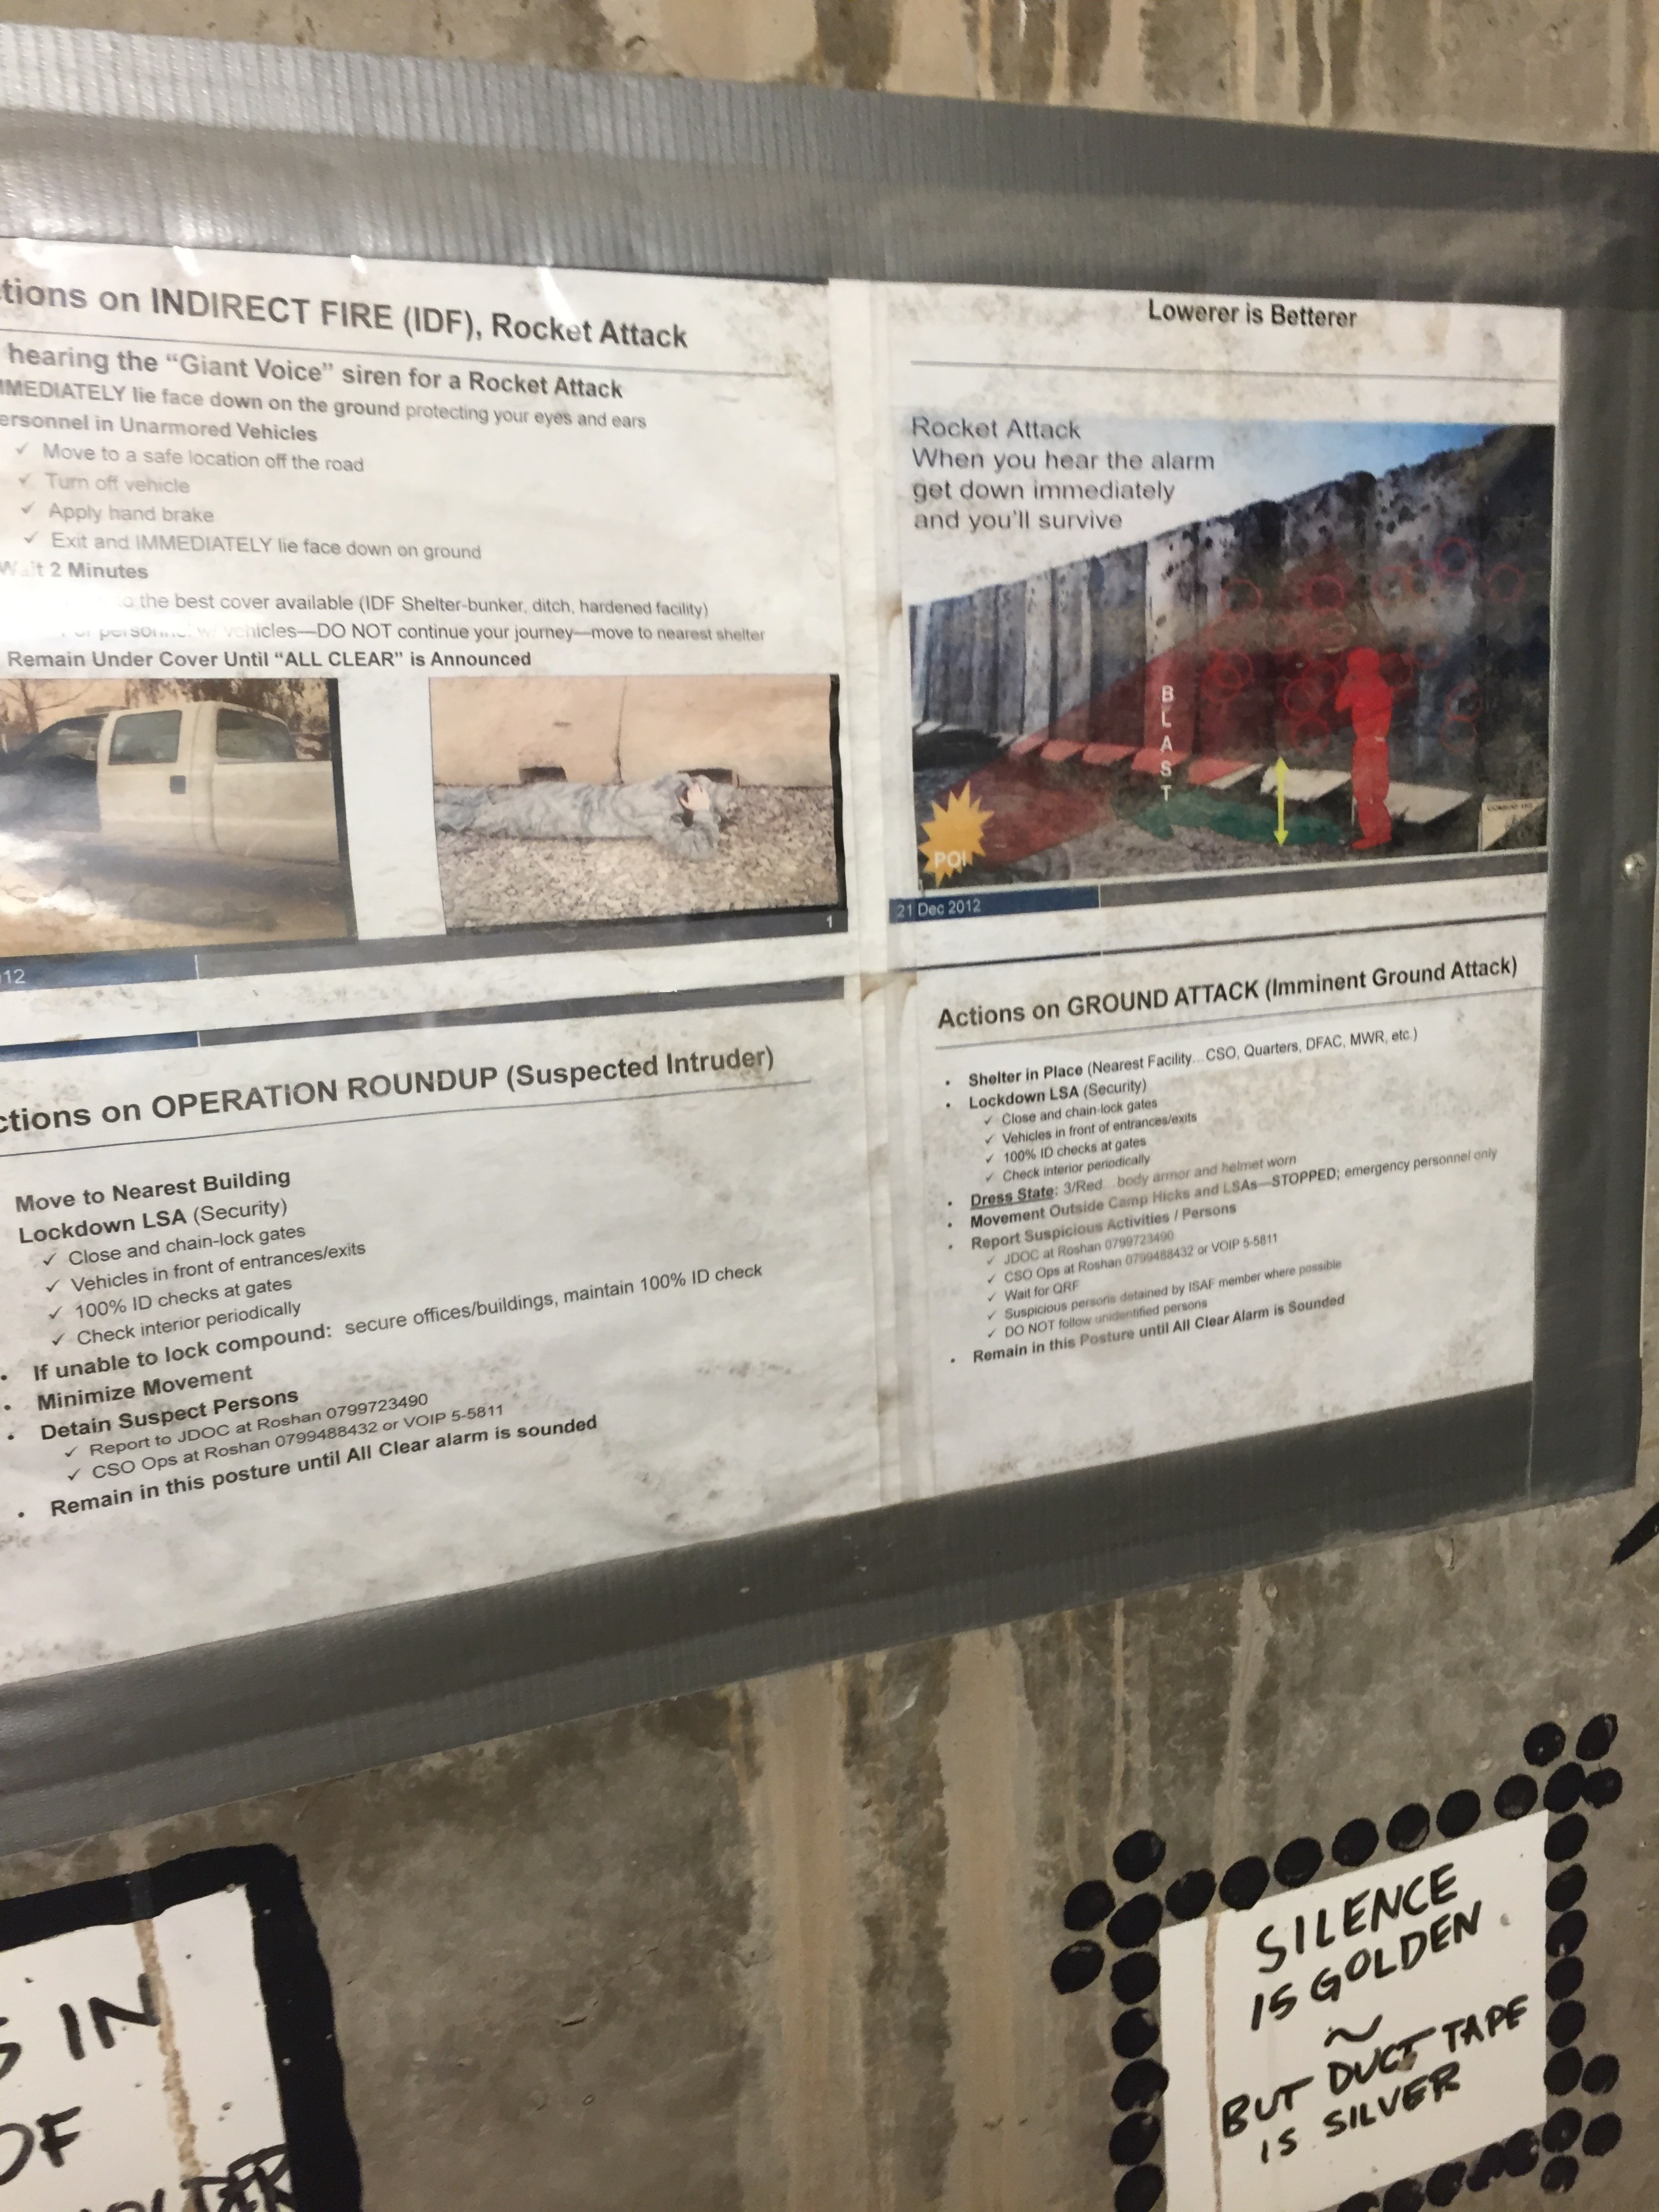 tions on INDIRECT FIRE (IDF), Rocket Attack
hearing the “Giant Voice” siren for a Rocket Attack
MMEDIATELY lie face down on the ground protecting your eyes and ears
ersonnel in Unarmored Vehicles
✓ Move to a safe location off the road
✓ Turn off vehicle
✓ Apply hand brake
✓ Exit and IMMEDIATELY lie face down on ground
Wait 2 Minutes
o the best cover available (IDF Shelter-bunker, ditch, hardened facility)
personnel w/ vehicles—DO NOT continue your journey—move to nearest shelter
Remain Under Cover Until “ALL CLEAR” is Announced
1
012
Lowerer is Betterer
Rocket Attack
When you hear the alarm
get down immediately
and you'll survive
BLAST
POI
21 Dec 2012
ctions on OPERATION ROUNDUP (Suspected Intruder)
Move to Nearest Building
Lockdown LSA (Security)
✓ Close and chain-lock gates
✓ Vehicles in front of entrances/exits
✓ 100% ID checks at gates
✓ Check interior periodically
• If unable to lock compound: secure offices/buildings, maintain 100% ID check
• Minimize Movement
• Detain Suspect Persons
✓ Report to JDOC at Roshan 0799723490
✓ CSO Ops at Roshan 0799488432 or VOIP 5-5811
• Remain in this posture until All Clear alarm is sounded
Actions on GROUND ATTACK (Imminent Ground Attack)
• Shelter in Place (Nearest Facility...CSO, Quarters, DFAC, MWR, etc.)
• Lockdown LSA (Security)
✓ Close and chain-lock gates
✓ Vehicles in front of entrances/exits
✓ 100% ID checks at gates
✓ Check interior periodically
• Dress State: 3/Red...body armor and helmet worn
• Movement Outside Camp Hicks and LSAs—STOPPED; emergency personnel only
• Report Suspicious Activities / Persons
✓ JDOC at Roshan 0799723490
✓ CSO Ops at Roshan 0799488432 or VOIP 5-5811
✓ Wait for QRF
✓ Suspicious persons detained by ISAF member where possible
✓ DO NOT follow unidentified persons
• Remain in this Posture until All Clear Alarm is Sounded
S IN
OF
SILENCE
IS GOLDEN
~
BUT DUCT TAPE
IS SILVER